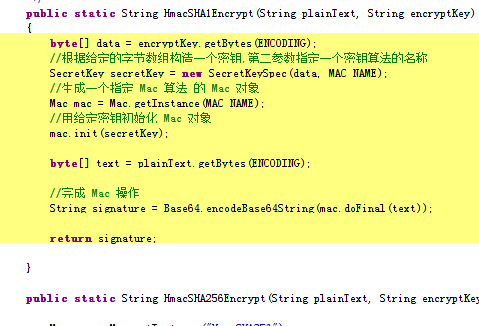 public static String HmacSHA1Encrypt(String plainText, String encryptKey)
{
byte[] data = encryptKey.getBytes(ENCODING);
//根据给定的字节数组构造一个密钥,第二参数指定一个密钥算法的名称
SecretKey secretKey = new SecretKeySpec(data, MAC_NAME);
//生成一个指定 Mac 算法 的 Mac 对象
Mac mac = Mac.getInstance(MAC_NAME);
//用给定密钥初始化 Mac 对象
mac.init(secretKey);
byte[] text = plainText.getBytes(ENCODING);
//完成 Mac 操作
String signature = Base64.encodeBase64String(mac.doFinal(text));
return signature;
}
public static String HmacSHA256Encrypt(String plainText, String encryptKey